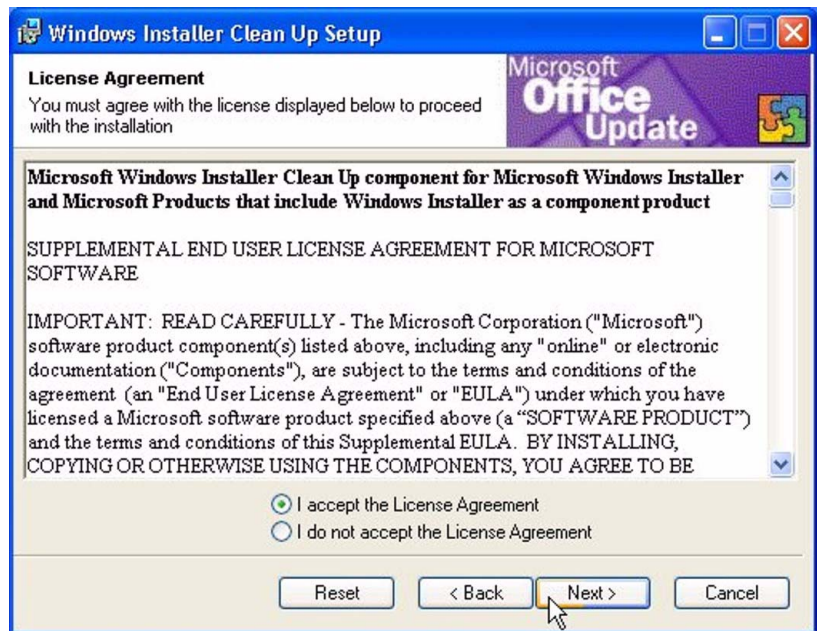 Windows Installer Clean Up Setup
License Agreement
You must agree with the license displayed below to proceed
with the installation
Microsoft
Office
Update
Microsoft Windows Installer Clean Up component for Microsoft Windows Installer
and Microsoft Products that include Windows Installer as a component product
SUPPLEMENTAL END USER LICENSE AGREEMENT FOR MICROSOFT
SOFTWARE
IMPORTANT: READ CAREFULLY - The Microsoft Corporation ("Microsoft")
software product component(s) listed above, including any "online" or electronic
documentation ("Components"), are subject to the terms and conditions of the
agreement (an "End User License Agreement" or "EULA") under which you have
licensed a Microsoft software product specified above (a “SOFTWARE PRODUCT”)
and the terms and conditions of this Supplemental EULA. BY INSTALLING,
COPYING OR OTHERWISE USING THE COMPONENTS, YOU AGREE TO BE
I accept the License Agreement
I do not accept the License Agreement
Reset < Back Next > Cancel